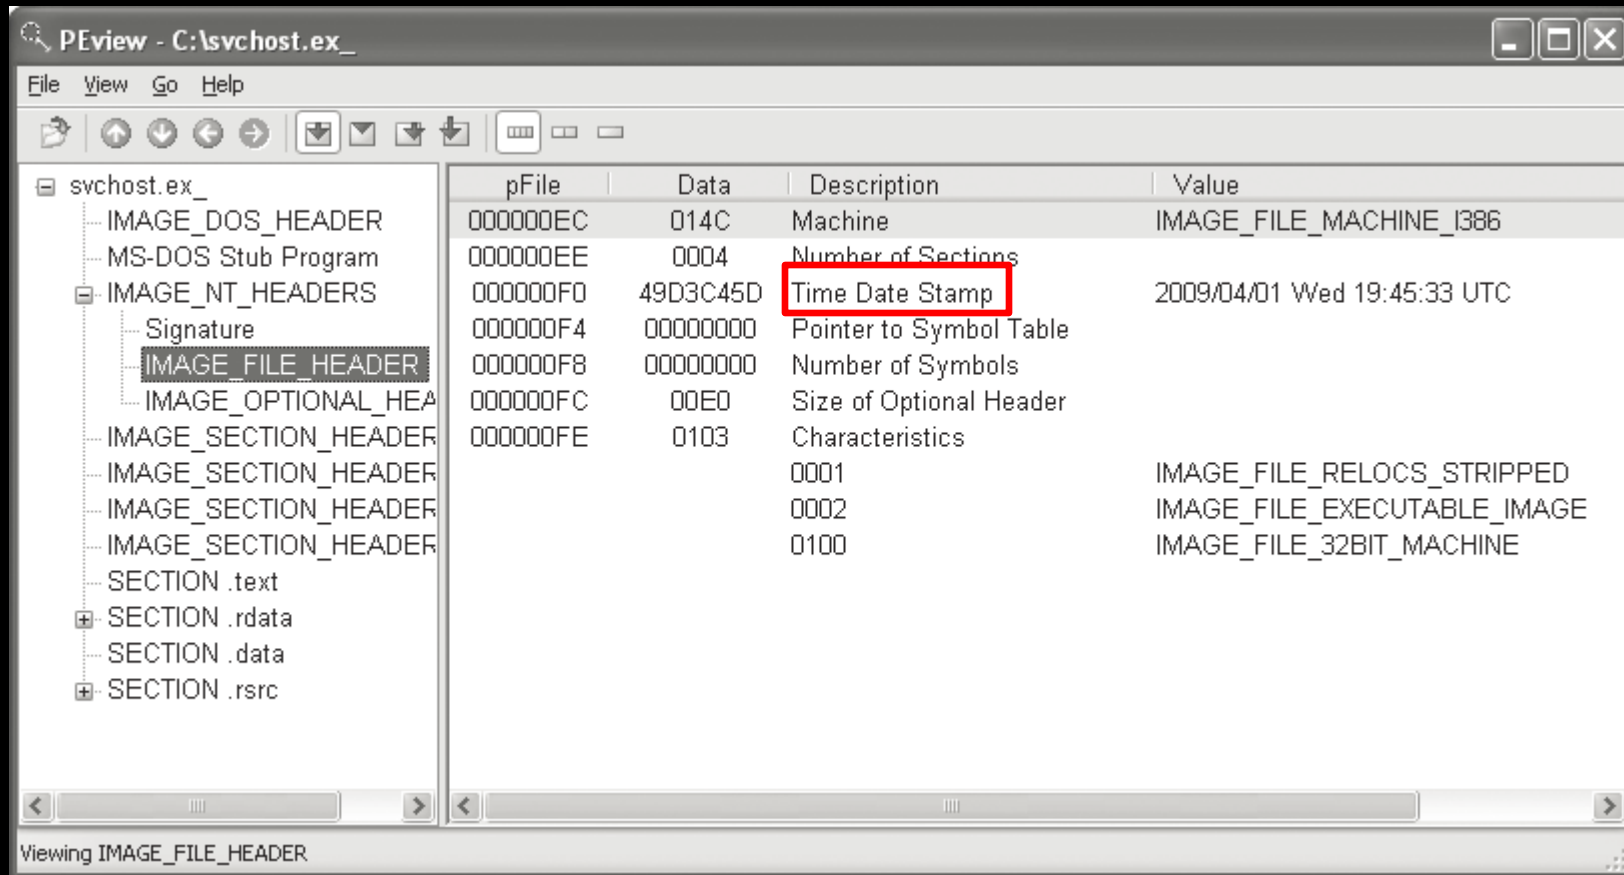 PEview - C:\svchost.ex_
File View Go Help
svchost.ex_
IMAGE_DOS_HEADER
MS-DOS Stub Program
IMAGE_NT_HEADERS
Signature
IMAGE_FILE_HEADER
IMAGE_OPTIONAL_HEA
IMAGE_SECTION_HEADER
IMAGE_SECTION_HEADER
IMAGE_SECTION_HEADER
IMAGE_SECTION_HEADER
SECTION .text
SECTION .rdata
SECTION .data
SECTION .rsrc
pFile Data Description Value
000000EC 014C Machine IMAGE_FILE_MACHINE_I386
000000EE 0004 Number of Sections
000000F0 49D3C45D Time Date Stamp 2009/04/01 Wed 19:45:33 UTC
000000F4 00000000 Pointer to Symbol Table
000000F8 00000000 Number of Symbols
000000FC 00E0 Size of Optional Header
000000FE 0103 Characteristics
0001 IMAGE_FILE_RELOCS_STRIPPED
0002 IMAGE_FILE_EXECUTABLE_IMAGE
0100 IMAGE_FILE_32BIT_MACHINE
Viewing IMAGE_FILE_HEADER